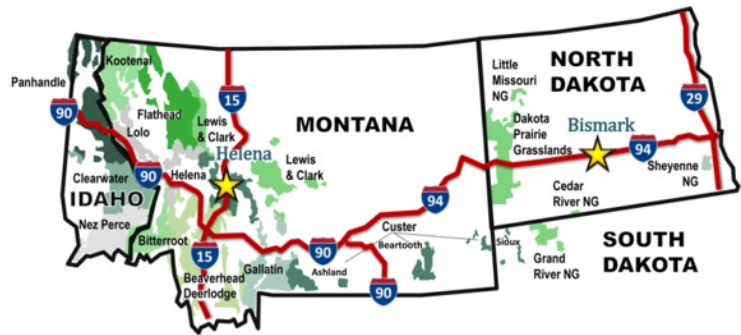 Kootenai
Panhandle
90
Flathead
Lolo
15
Lewis
& Clark
MONTANA
Helena
Lewis
& Clark
Clearwater
90
Helena
IDAHO
Nez Perce
Bitterroot
15
Beaverhead
Deerlodge
Gallatin
90
Ashland
Custer
Beartooth
94
90
Sioux
Little
Missouri
NG
NORTH
DAKOTA
29
Dakota
Prairie
Grasslands
Bismark
94
Sheyenne
NG
Cedar
River NG
Grand
River NG
SOUTH
DAKOTA